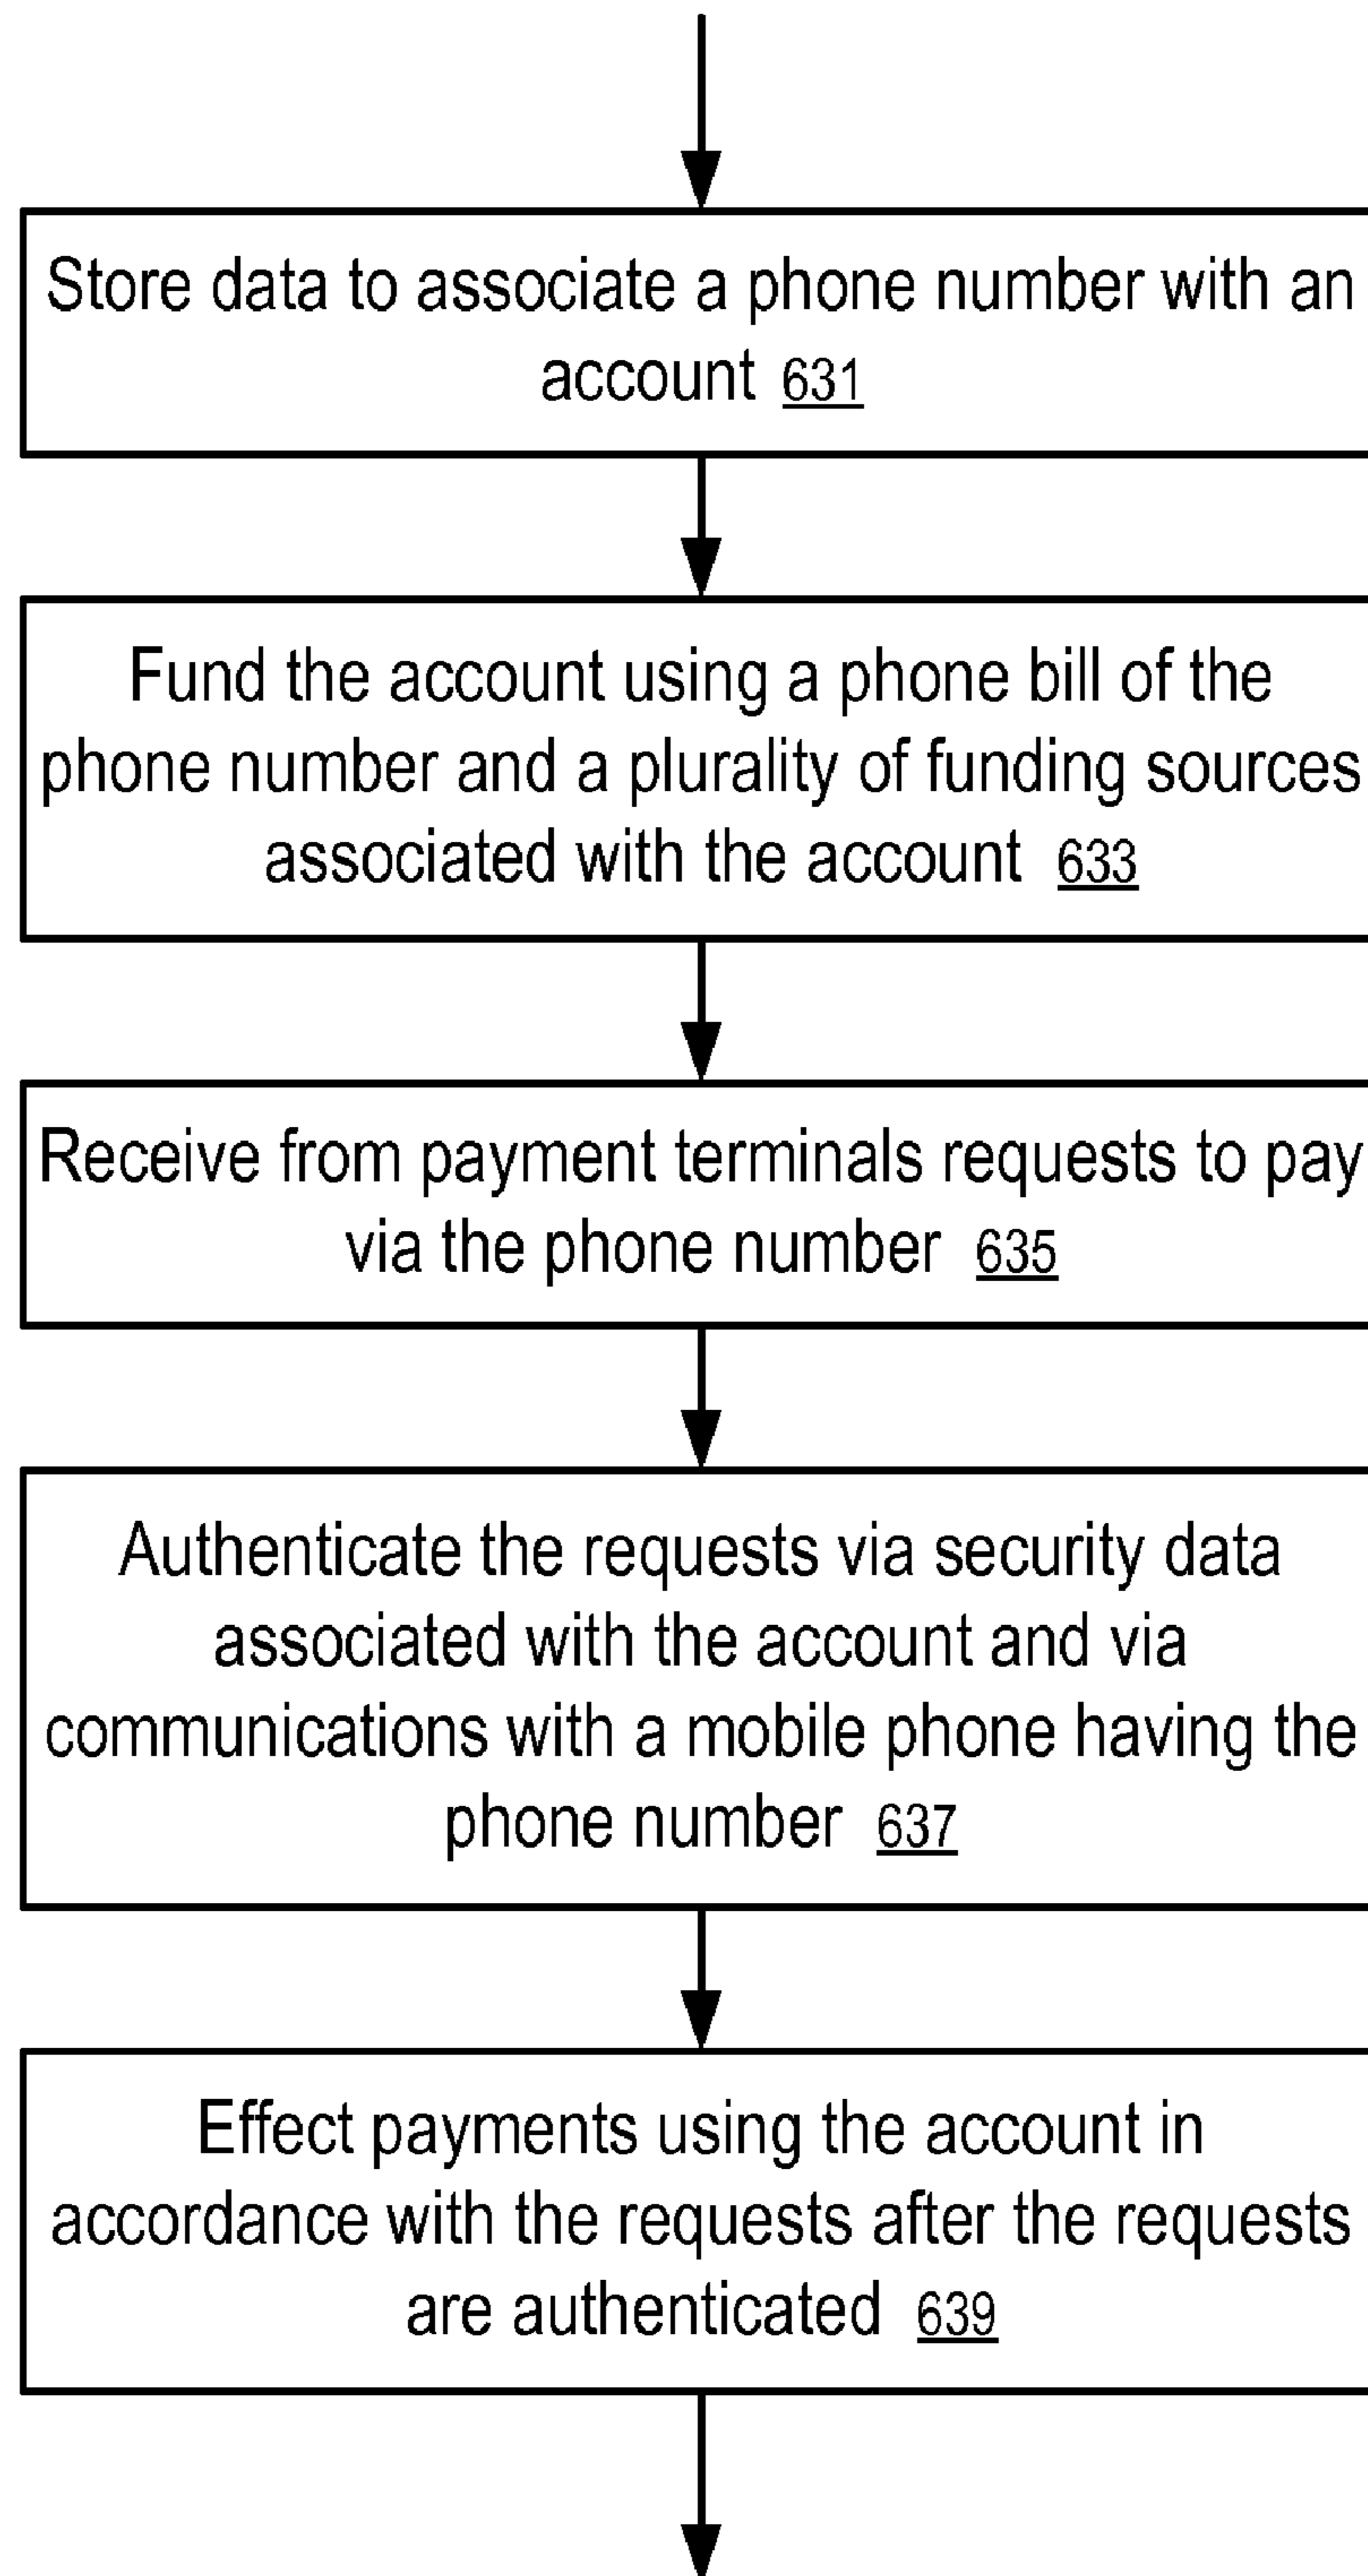 Store data to associate a phone number with an
account 631
Fund the account using a phone bill of the
phone number and a plurality of funding sources
associated with the account 633
Receive from payment terminals requests to pay
via the phone number 635
Authenticate the requests via security data
associated with the account and via
communications with a mobile phone having the
phone number 637
Effect payments using the account in
accordance with the requests after the requests
are authenticated 639